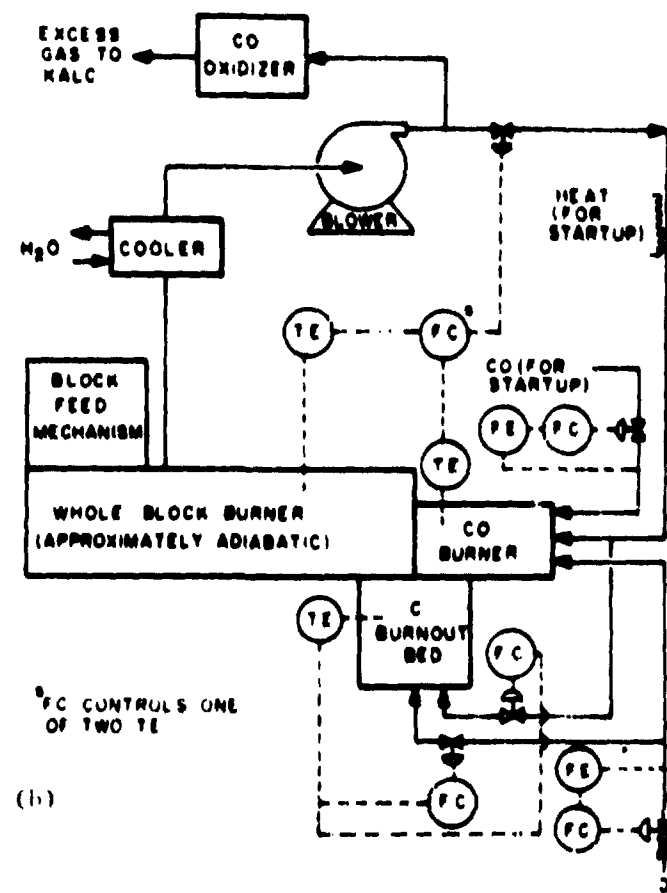 EXCESS
GAS TO
KALC
CO
OXIDIZER
BLOWER
HEAT
(FOR
STARTUP)
H₂O
COOLER
TE
FC
a
BLOCK
FEED
MECHANISM
CO (FOR
STARTUP)
FE
FC
TE
WHOLE BLOCK BURNER
(APPROXIMATELY ADIABATIC)
CO
BURNER
TE
C
BURNOUT
BED
FC
ᵃFC CONTROLS ONE
OF TWO TE
FE
(b)
FC
FC